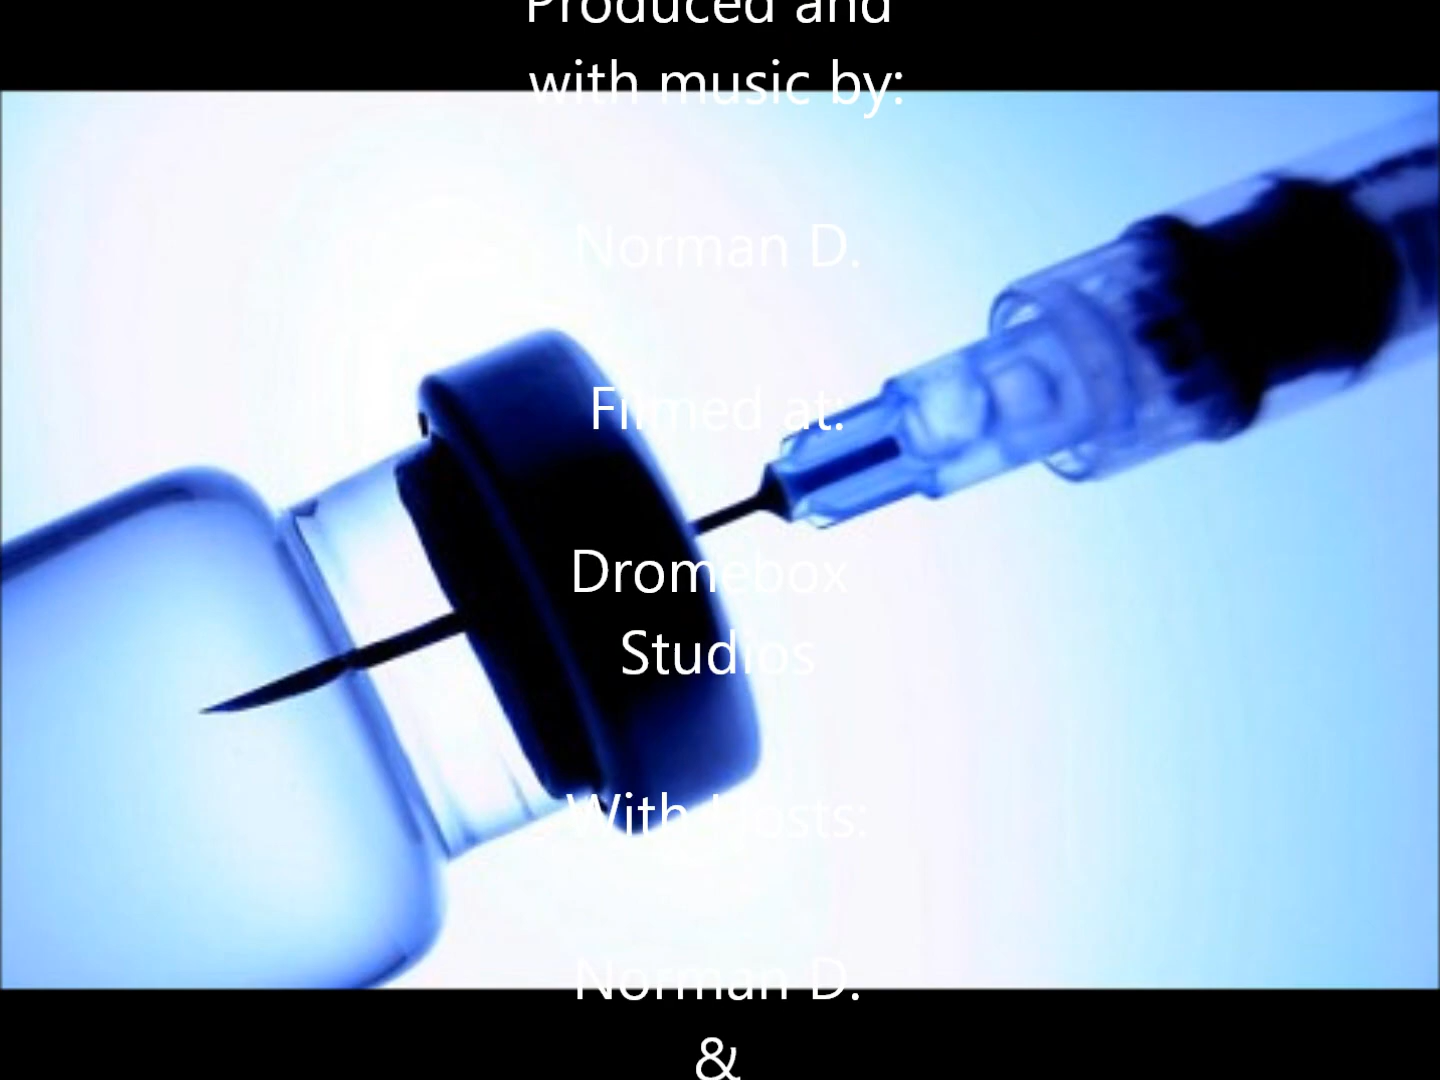 Produced and
with music by:
Norman D.
Filmed at:
Dromebox
Studios
With Hosts:
Norman D.
&